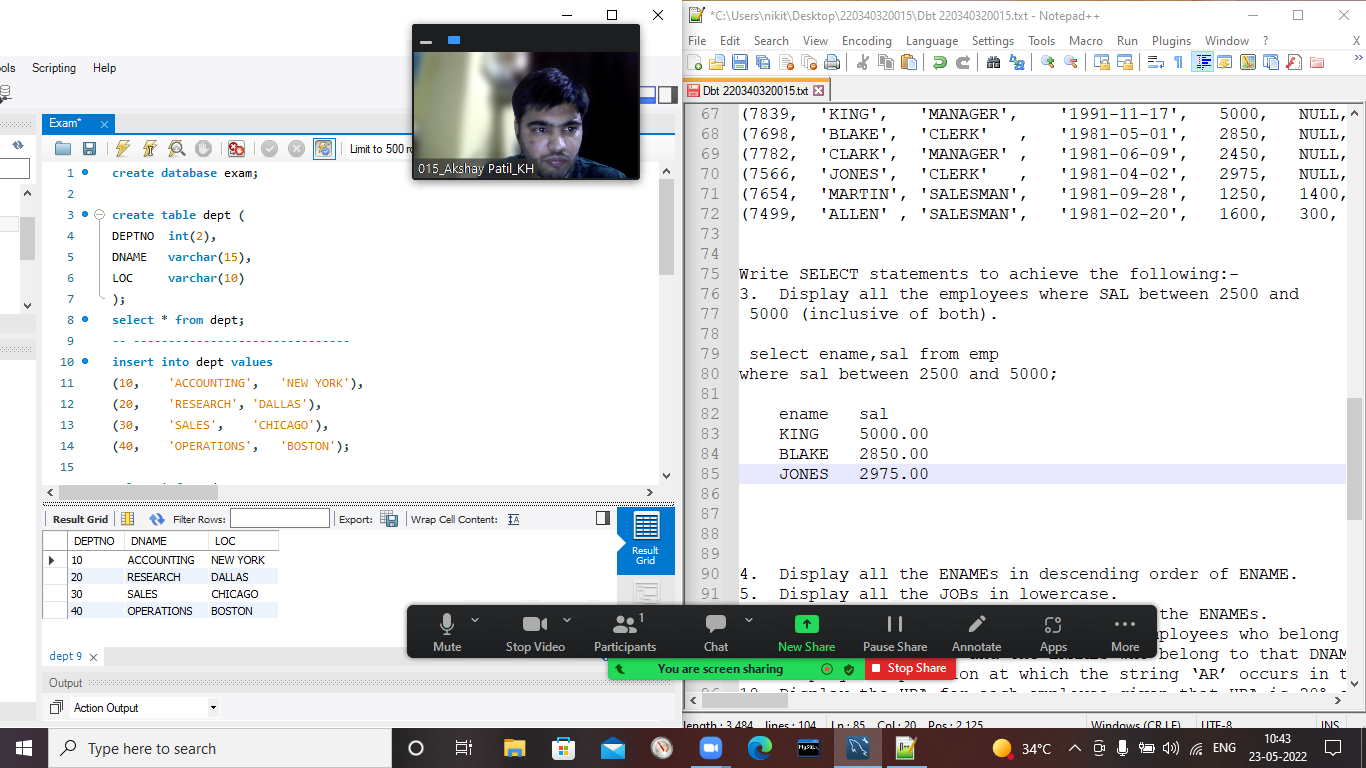 ools Scripting Help
Exam*
Limit to 500 ro
1 create database exam;
2
3 create table dept (
4 DEPTNO int(2),
5 DNAME varchar(15),
6 LOC varchar(10)
7 );
8 select * from dept;
9 -- -------------------------------
10 insert into dept values
11 (10, 'ACCOUNTING', 'NEW YORK'),
12 (20, 'RESEARCH', 'DALLAS'),
13 (30, 'SALES', 'CHICAGO'),
14 (40, 'OPERATIONS', 'BOSTON');
15
Result Grid Filter Rows: Export: Wrap Cell Content:
DEPTNO DNAME LOC
10 ACCOUNTING NEW YORK
20 RESEARCH DALLAS
30 SALES CHICAGO
40 OPERATIONS BOSTON
Result
Grid
dept 9
Output
Action Output
015_Akshay Patil_KH
*C:\Users\nikit\Desktop\220340320015\Dbt 220340320015.txt - Notepad++
File Edit Search View Encoding Language Settings Tools Macro Run Plugins Window ? X
Dbt 220340320015.txt
67 (7839, 'KING', 'MANAGER', '1991-11-17', 5000, NULL,
68 (7698, 'BLAKE', 'CLERK' , '1981-05-01', 2850, NULL,
69 (7782, 'CLARK', 'MANAGER' , '1981-06-09', 2450, NULL,
70 (7566, 'JONES', 'CLERK' , '1981-04-02', 2975, NULL,
71 (7654, 'MARTIN', 'SALESMAN', '1981-09-28', 1250, 1400,
72 (7499, 'ALLEN' , 'SALESMAN', '1981-02-20', 1600, 300,
73
74
75 Write SELECT statements to achieve the following:-
76 3. Display all the employees where SAL between 2500 and
77 5000 (inclusive of both).
78
79 select ename,sal from emp
80 where sal between 2500 and 5000;
81
82 ename sal
83 KING 5000.00
84 BLAKE 2850.00
85 JONES 2975.00
86
87
88
89
90 4. Display all the ENAMEs in descending order of ENAME.
91 5. Display all the JOBs in lowercase.
the ENAMEs.
mployees who belong
belong to that DNAM
on at which the string ‘AR’ occurs in t
length : 3,484 lines : 104 Ln : 85 Col : 20 Pos : 2,125 Windows (CR LF) UTF-8 INS
Mute Stop Video Participants 1 Chat New Share Pause Share Annotate Apps More
You are screen sharing Stop Share
Type here to search
34°C ENG
10:43
23-05-2022